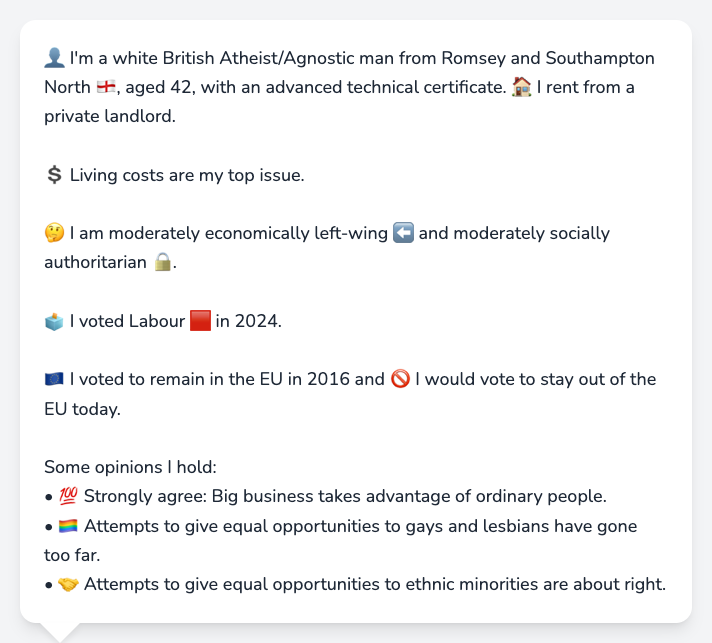 👤 I'm a white British Atheist/Agnostic man from Romsey and Southampton
North 🏴󠁧󠁢󠁥󠁮󠁧󠁿, aged 42, with an advanced technical certificate. 🏠 I rent from a
private landlord.
💲 Living costs are my top issue.
🤔 I am moderately economically left-wing ⬅️ and moderately socially
authoritarian 🔒.
🗳️ I voted Labour 🟥 in 2024.
🇪🇺 I voted to remain in the EU in 2016 and 🚫 I would vote to stay out of the
EU today.
Some opinions I hold:
• 💯 Strongly agree: Big business takes advantage of ordinary people.
• 🏳️‍🌈 Attempts to give equal opportunities to gays and lesbians have gone
too far.
• 🤝 Attempts to give equal opportunities to ethnic minorities are about right.